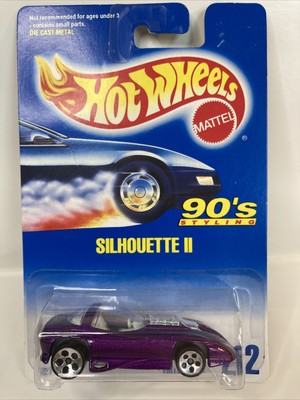 Not recommended for ages under 3
- contains small parts.
DIE CAST METAL
Hot Wheels
MATTEL
®
90's
STYLING
SILHOUETTE II